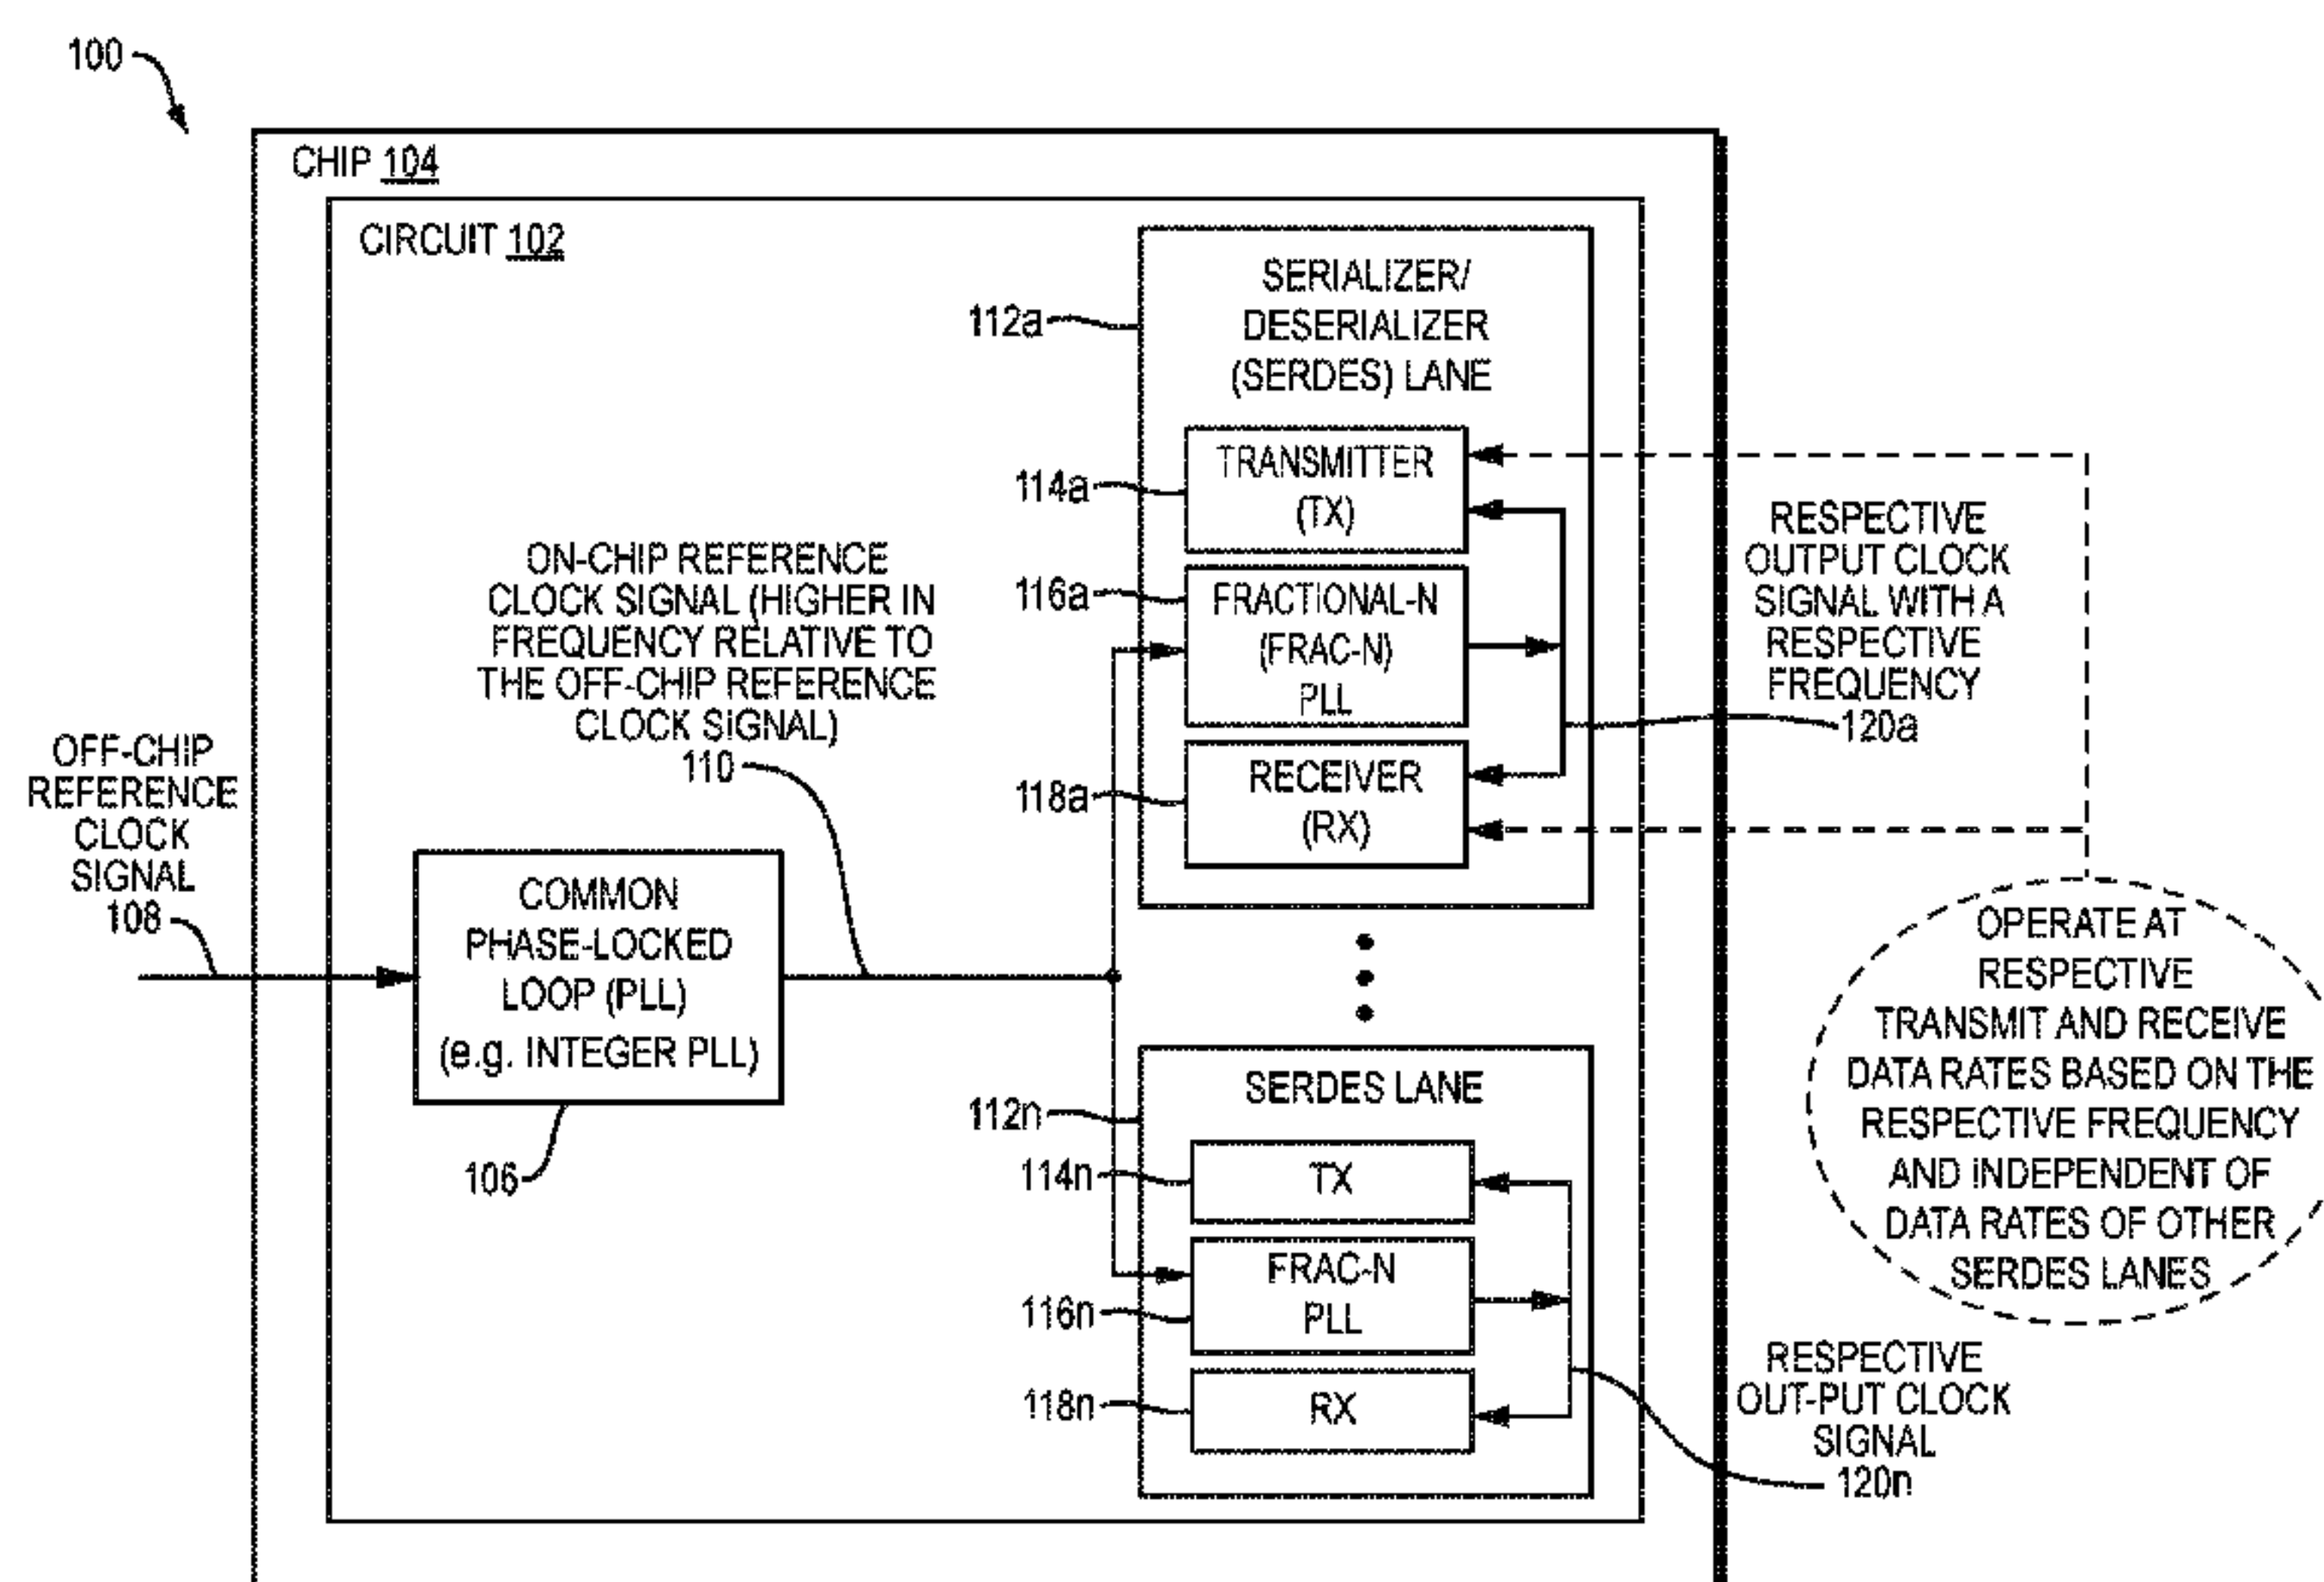 100
CHIP 104
CIRCUIT 102
SERIALIZER/
DESERIALIZER
(SERDES) LANE
112a
TRANSMITTER
(TX)
114a
FRACTIONAL-N
(FRAC-N)
PLL
116a
RECEIVER
(RX)
118a
RESPECTIVE
OUTPUT CLOCK
SIGNAL WITH A
RESPECTIVE
FREQUENCY
120a
ON-CHIP REFERENCE
CLOCK SIGNAL (HIGHER IN
FREQUENCY RELATIVE TO
THE OFF-CHIP REFERENCE
CLOCK SIGNAL)
110
OFF-CHIP
REFERENCE
CLOCK
SIGNAL
108
COMMON
PHASE-LOCKED
LOOP (PLL)
(e.g. INTEGER PLL)
106
OPERATE AT
RESPECTIVE
TRANSMIT AND RECEIVE
DATA RATES BASED ON THE
RESPECTIVE FREQUENCY
AND INDEPENDENT OF
DATA RATES OF OTHER
SERDES LANES
SERDES LANE
112n
TX
114n
FRAC-N
PLL
116n
RX
118n
RESPECTIVE
OUT-PUT CLOCK
SIGNAL
120n